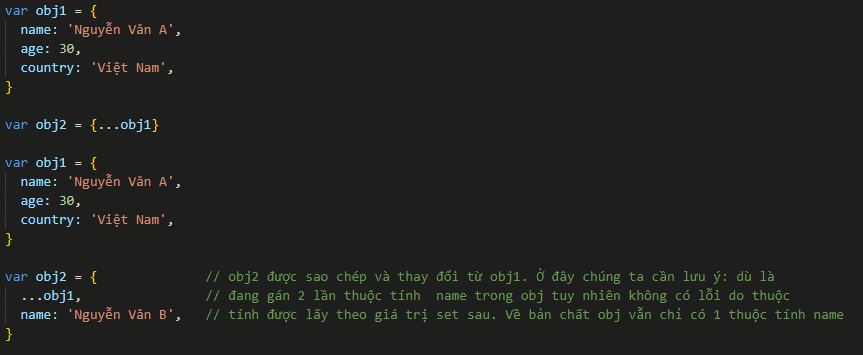 var obj1 = {
  name: 'Nguyễn Văn A',
  age: 30,
  country: 'Việt Nam',
}

var obj2 = {...obj1}

var obj1 = {
  name: 'Nguyễn Văn A',
  age: 30,
  country: 'Việt Nam',
}

var obj2 = {              // obj2 được sao chép và thay đổi từ obj1. Ở đây chúng ta cần lưu ý: dù là
  ...obj1,                // đang gán 2 lần thuộc tính  name trong obj tuy nhiên không có lỗi do thuộc
  name: 'Nguyễn Văn B',   // tính được lấy theo giá trị set sau. Về bản chất obj vẫn chỉ có 1 thuộc tính name
}